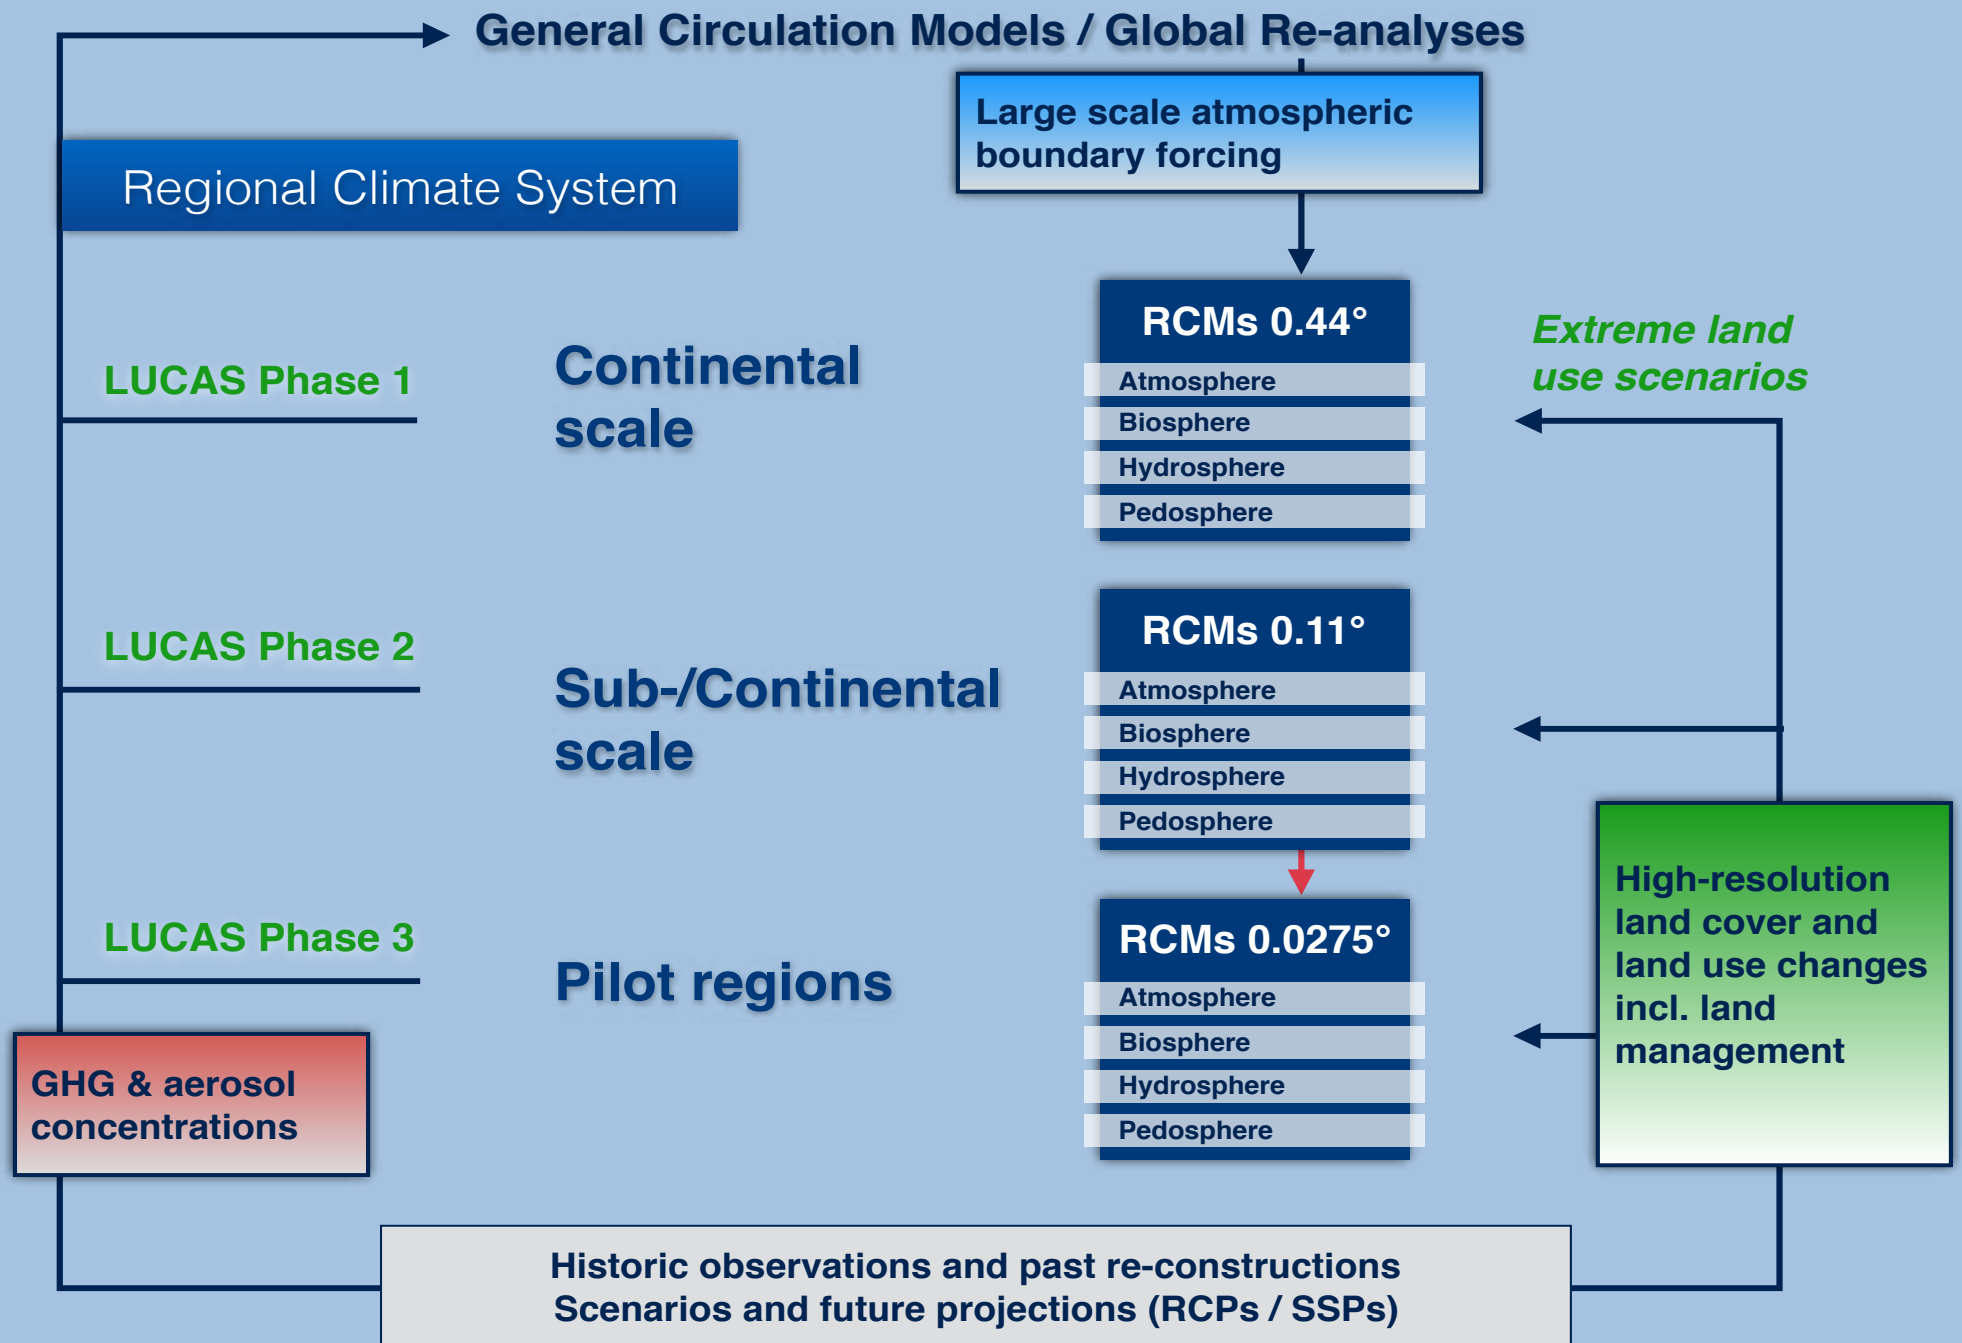 General Circulation Models / Global Re-analyses
Large scale atmospheric
boundary forcing
Regional Climate System
LUCAS Phase 1
Continental
scale
RCMs 0.44°
Atmosphere
Biosphere
Hydrosphere
Pedosphere
Extreme land
use scenarios
LUCAS Phase 2
Sub-/Continental
scale
RCMs 0.11°
Atmosphere
Biosphere
Hydrosphere
Pedosphere
LUCAS Phase 3
Pilot regions
RCMs 0.0275°
Atmosphere
Biosphere
Hydrosphere
Pedosphere
High-resolution
land cover and
land use changes
incl. land
management
GHG & aerosol
concentrations
Historic observations and past re-constructions
Scenarios and future projections (RCPs / SSPs)